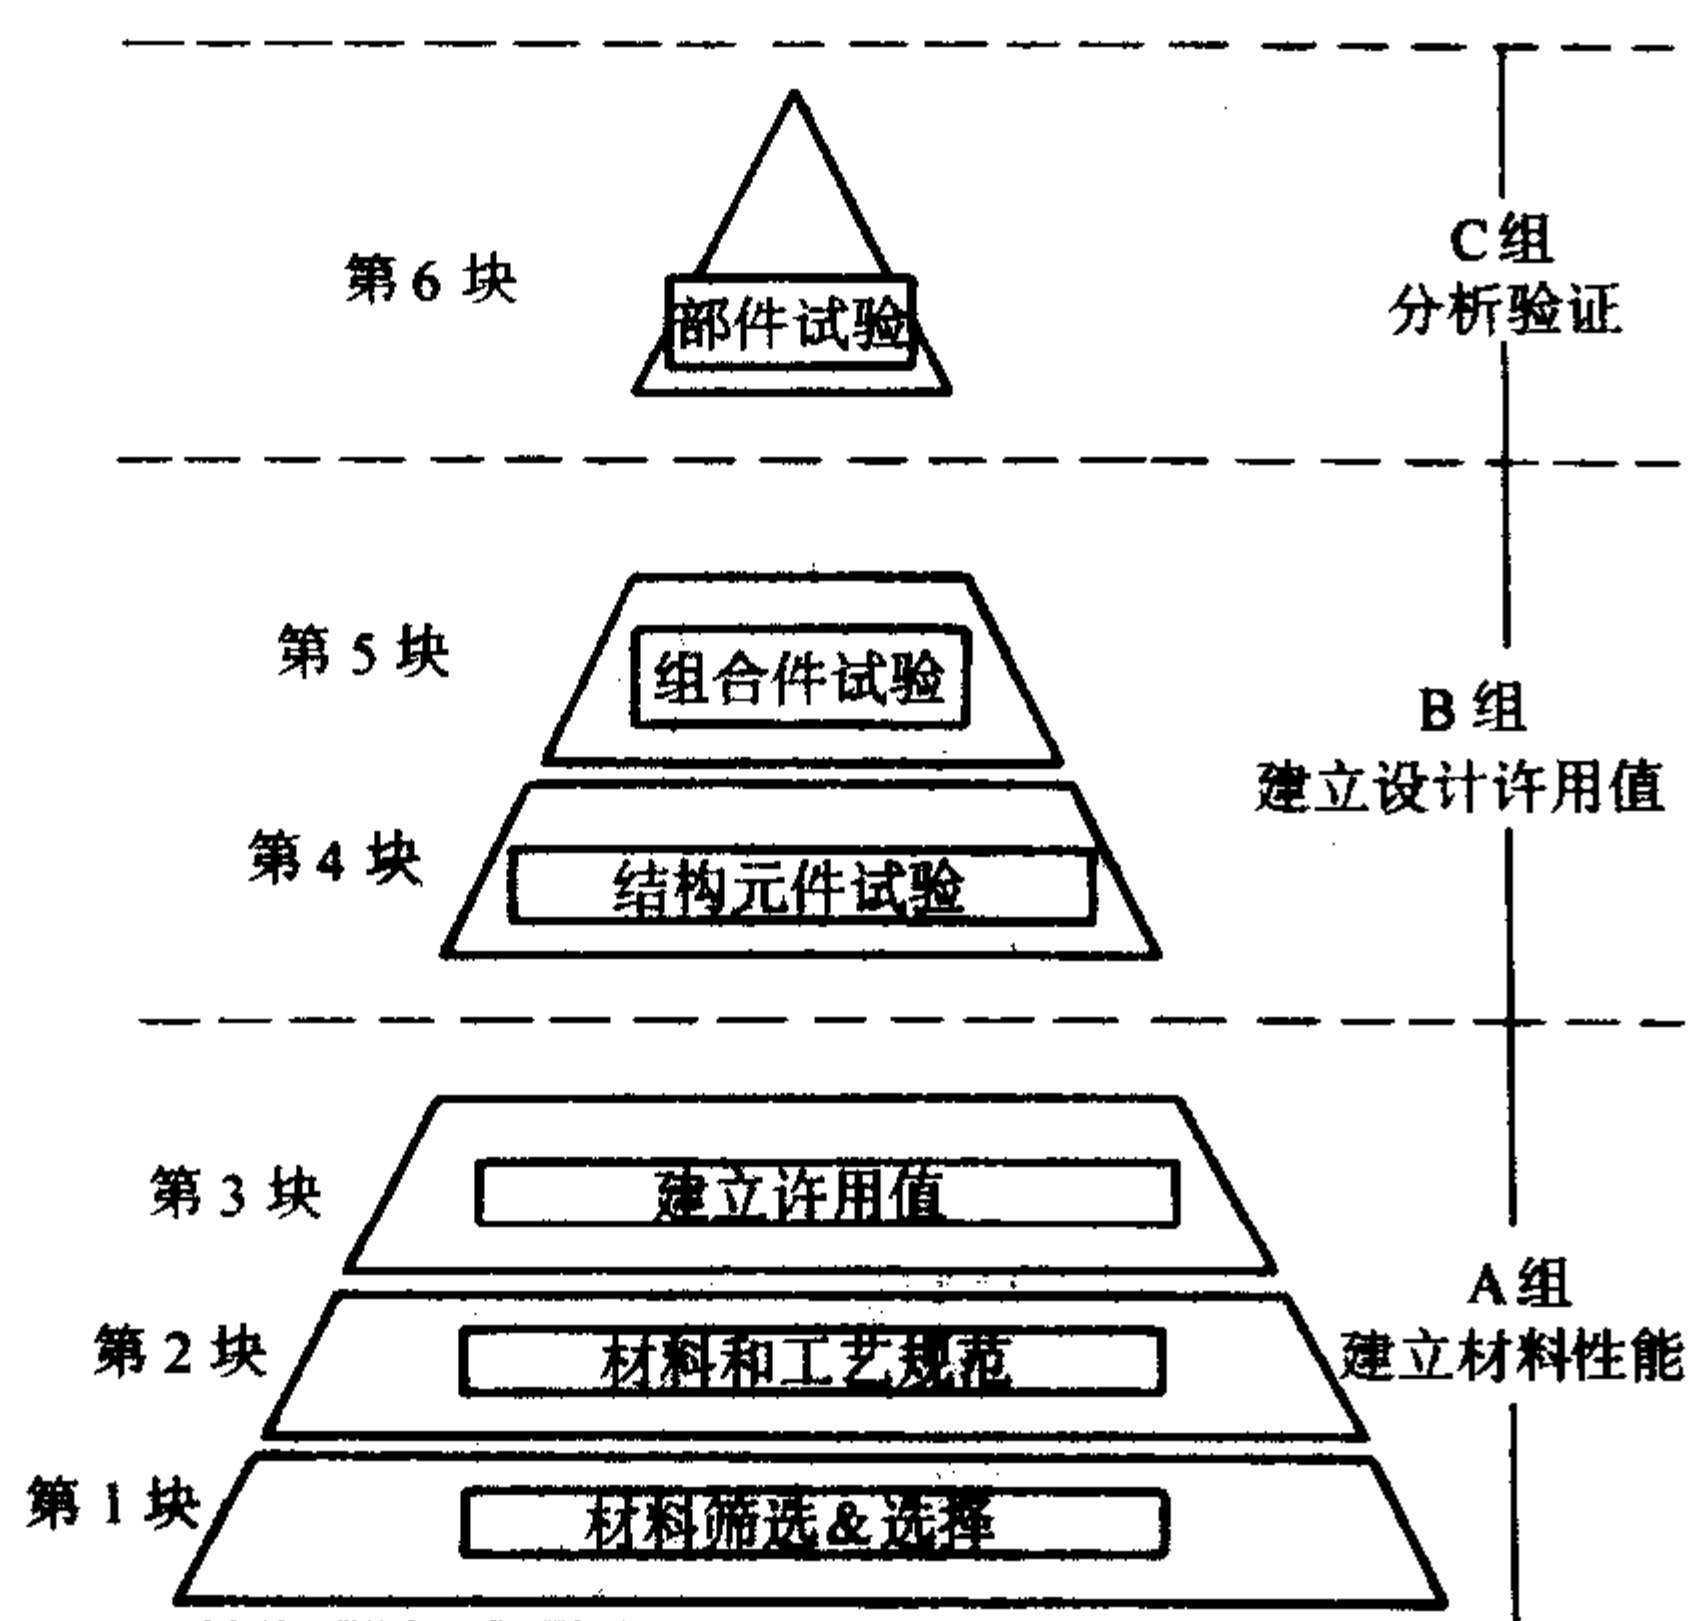 第6块
部件试验
C组
分析验证
第5块
组合件试验
B组
建立设计许用值
第4块
结构元件试验
第3块
建立许用值
A组
建立材料性能
第2块
材料和工艺规范
第1块
材料筛选&选择